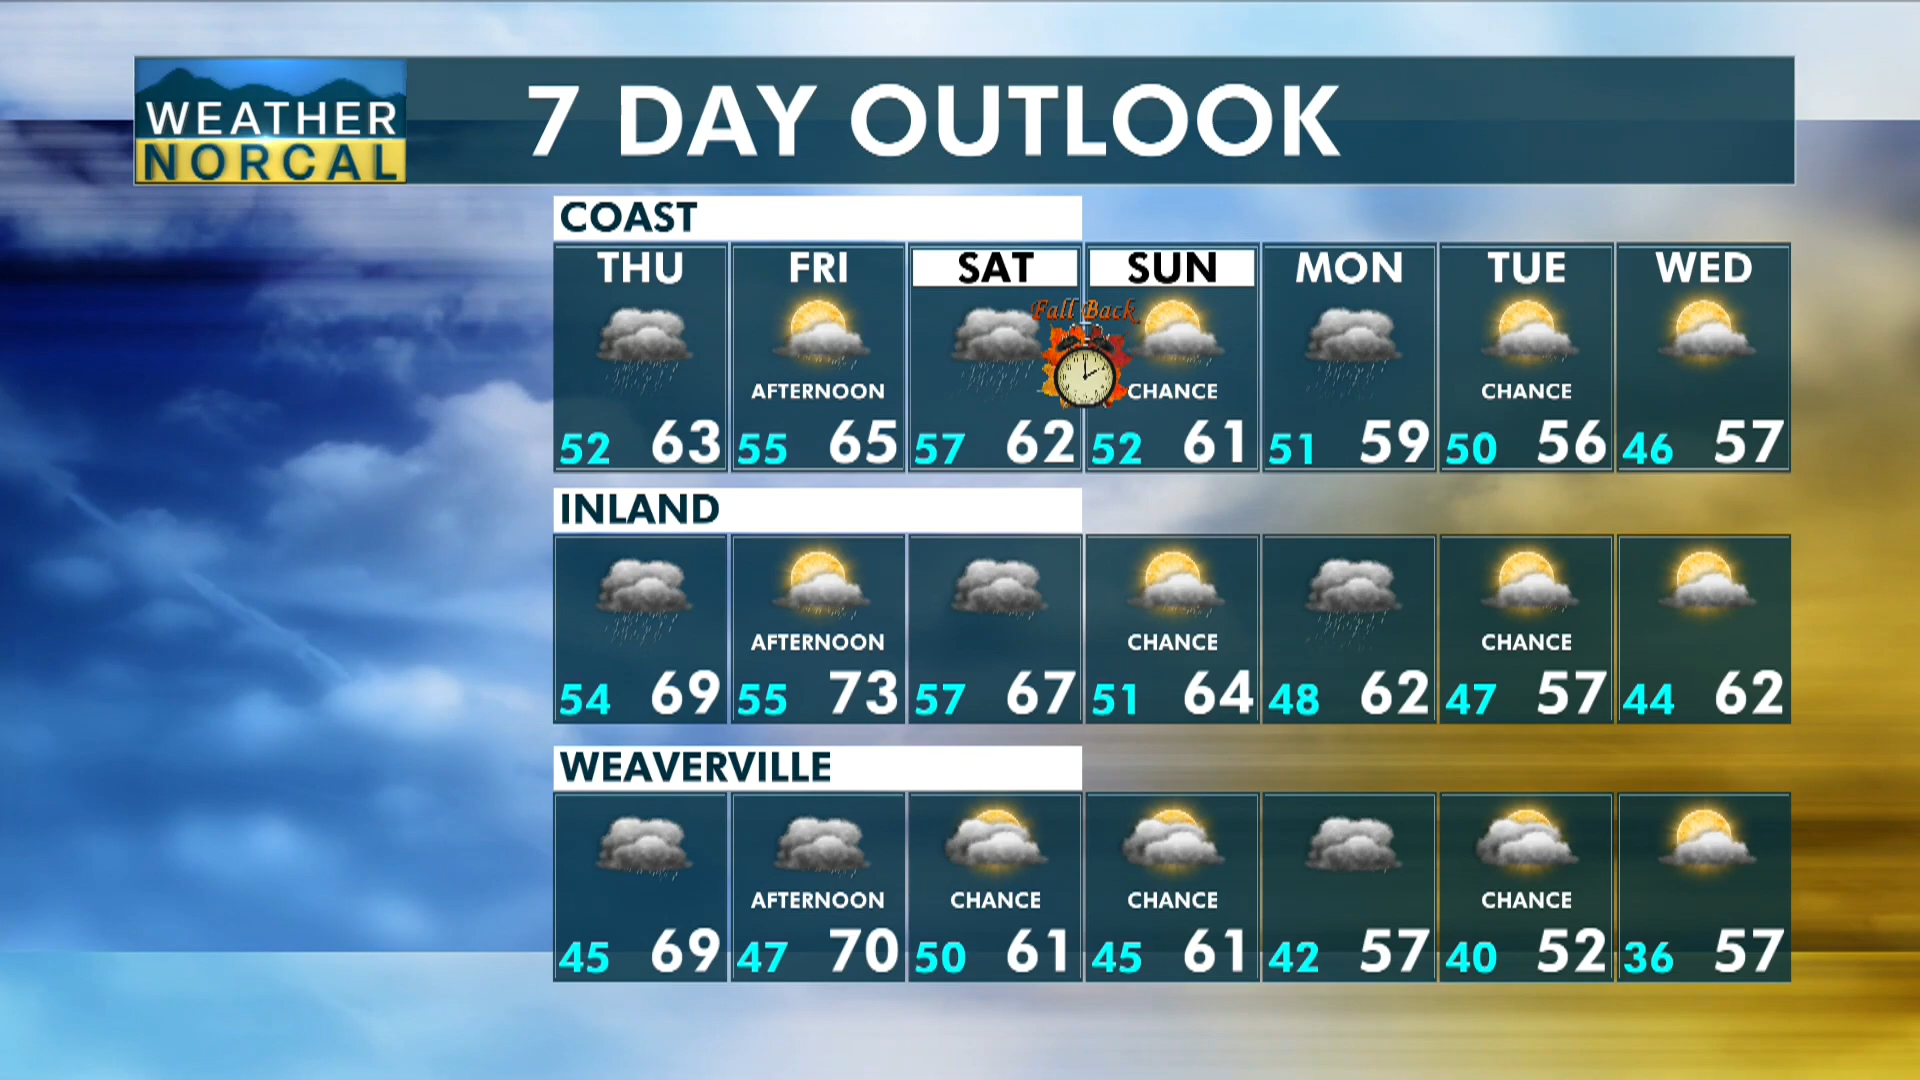 WEATHER
NORCAL
7 DAY OUTLOOK
COAST
THU FRI SAT SUN MON TUE WED
Fall Back
AFTERNOON CHANCE CHANCE
52 63 55 65 57 62 52 61 51 59 50 56 46 57
INLAND
AFTERNOON CHANCE CHANCE
54 69 55 73 57 67 51 64 48 62 47 57 44 62
WEAVERVILLE
AFTERNOON CHANCE CHANCE CHANCE
45 69 47 70 50 61 45 61 42 57 40 52 36 57